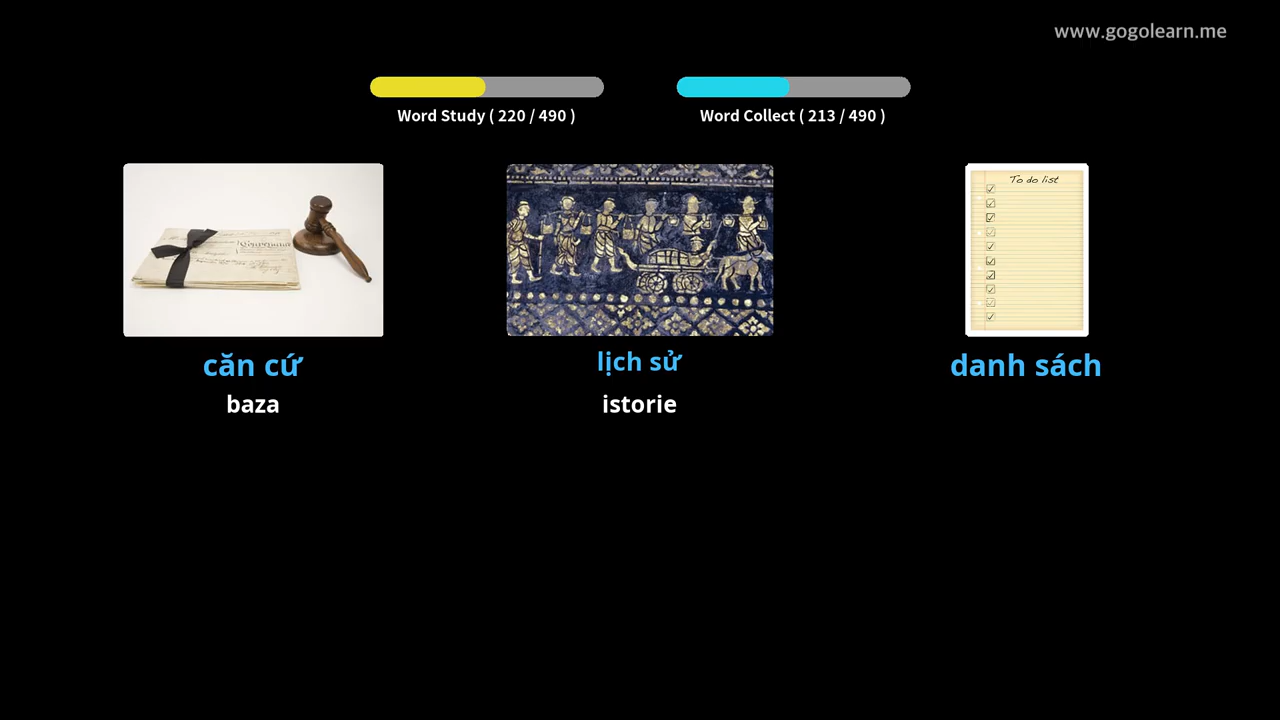 www.gogolearn.me
Word Study ( 220 / 490 )
Word Collect ( 213 / 490 )
To do list
căn cứ
lịch sử
danh sách
baza
istorie